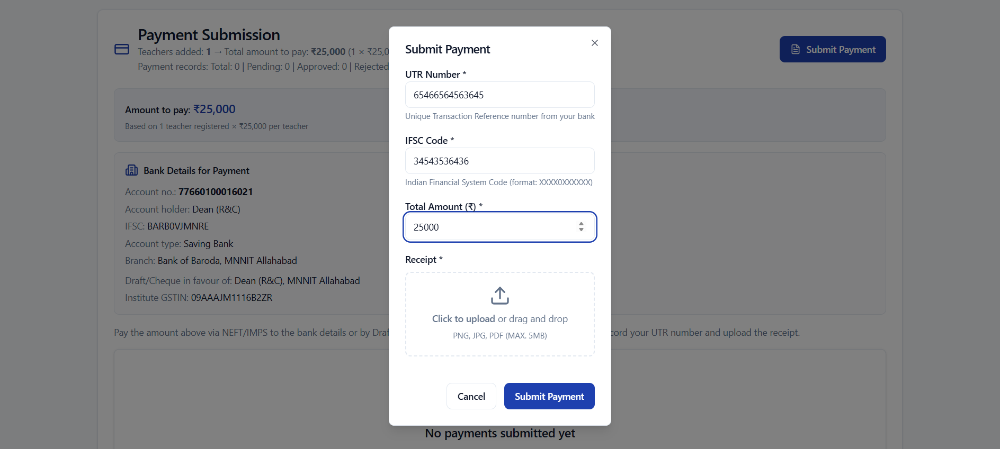 Payment Submission
Teachers added: 1 → Total amount to pay: ₹25,000 (1 × ₹25,0
Payment records: Total: 0 | Pending: 0 | Approved: 0 | Rejected
Submit Payment
Amount to pay: ₹25,000
Based on 1 teacher registered × ₹25,000 per teacher
Bank Details for Payment
Account no.: 77660100016021
Account holder: Dean (R&C)
IFSC: BARB0VJMNRE
Account type: Saving Bank
Branch: Bank of Baroda, MNNIT Allahabad
Draft/Cheque in favour of: Dean (R&C), MNNIT Allahabad
Institute GSTIN: 09AAAJM1116B2ZR
Pay the amount above via NEFT/IMPS to the bank details or by Dra
cord your UTR number and upload the receipt.
No payments submitted yet
Submit Payment
UTR Number *
65466564563645
Unique Transaction Reference number from your bank
IFSC Code *
34543536436
Indian Financial System Code (format: XXXX0XXXXXX)
Total Amount (₹) *
25000
Receipt *
Click to upload or drag and drop
PNG, JPG, PDF (MAX. 5MB)
Cancel
Submit Payment